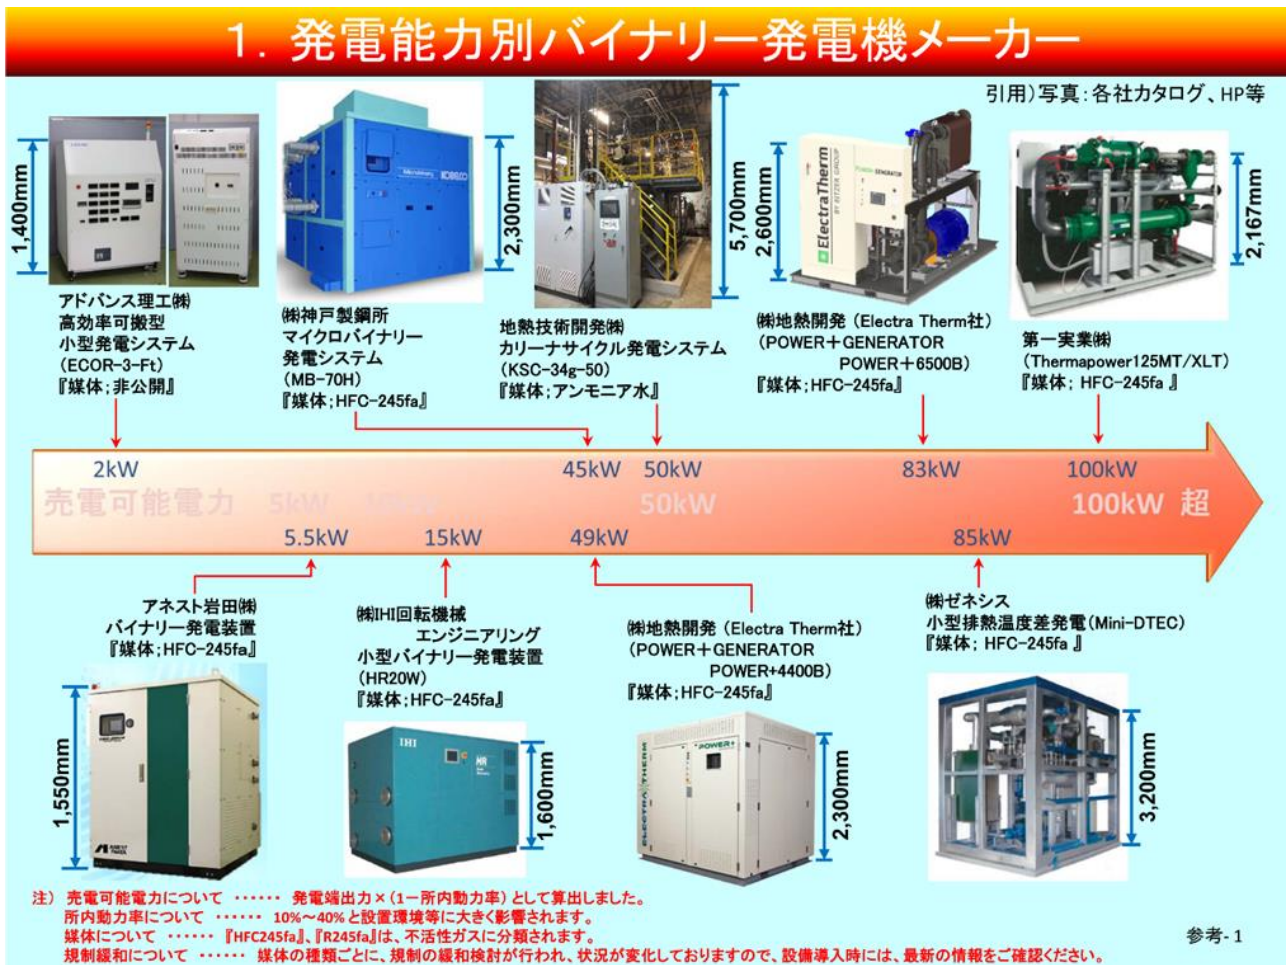 1. 発電能力別バイナリー発電機メーカー
引用)写真:各社カタログ、HP等
1,400mm
2,300mm
5,700mm
2,600mm
2,167mm
COBELCO
ElectraTherm
BY BITZER GROUP
POWER+ GENERATOR
アドバンス理工㈱
高効率可搬型
小型発電システム
(ECOR-3-Ft)
『媒体;非公開』
㈱神戸製鋼所
マイクロバイナリー
発電システム
(MB-70H)
『媒体;HFC-245fa』
地熱技術開発㈱
カリーナサイクル発電システム
(KSC-34g-50)
『媒体;アンモニア水』
㈱地熱開発 (Electra Therm社)
(POWER+GENERATOR
POWER+6500B)
『媒体;HFC-245fa』
第一実業㈱
(Thermapower125MT/XLT)
『媒体; HFC-245fa 』
2kW
45kW
50kW
83kW
100kW
売電可能電力
5kW
50kW
100kW 超
5.5kW
15kW
49kW
85kW
アネスト岩田㈱
バイナリー発電装置
『媒体;HFC-245fa』
㈱IHI回転機械
エンジニアリング
小型バイナリー発電装置
(HR20W)
『媒体;HFC-245fa』
㈱地熱開発 (Electra Therm社)
(POWER+GENERATOR
POWER+4400B)
『媒体;HFC-245fa』
㈱ゼネシス
小型排熱温度差発電(Mini-DTEC)
『媒体; HFC-245fa 』
1,550mm
IHI
HR
1,600mm
ELECTRATHERM
POWER+
2,300mm
3,200mm
注) 売電可能電力について ‥‥‥ 発電端出力×(1-所内動力率)として算出しました。
所内動力率について ‥‥‥ 10%~40%と設置環境等に大きく影響されます。
媒体について ‥‥‥ 『HFC245fa』、『R245fa』は、不活性ガスに分類されます。
規制緩和について ‥‥‥ 媒体の種類ごとに、規制の緩和検討が行われ、状況が変化しておりますので、設備導入時には、最新の情報をご確認ください。
参考- 1